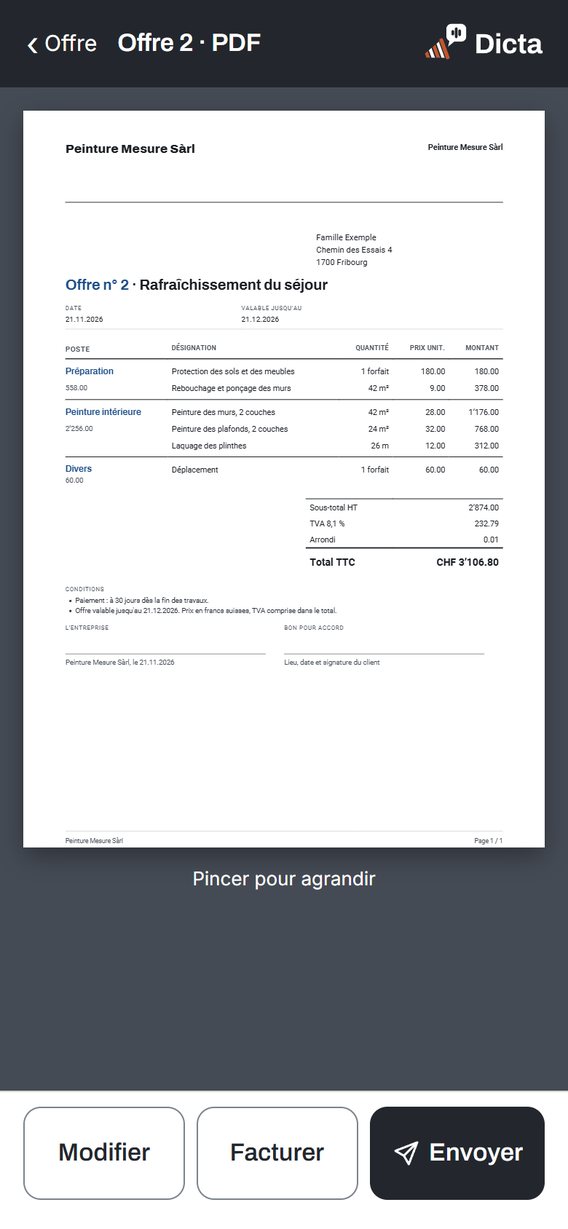 ‹ Offre Offre 2 · PDF Dicta
Peinture Mesure Sàrl Peinture Mesure Sàrl
Famille Exemple
Chemin des Essais 4
1700 Fribourg
Offre n° 2 · Rafraîchissement du séjour
DATE VALABLE JUSQU'AU
21.11.2026 21.12.2026
POSTE DÉSIGNATION QUANTITÉ PRIX UNIT. MONTANT
Préparation Protection des sols et des meubles 1 forfait 180.00 180.00
558.00 Rebouchage et ponçage des murs 42 m² 9.00 378.00
Peinture intérieure Peinture des murs, 2 couches 42 m² 28.00 1'176.00
2'256.00 Peinture des plafonds, 2 couches 24 m² 32.00 768.00
Laquage des plinthes 26 m 12.00 312.00
Divers Déplacement 1 forfait 60.00 60.00
60.00
Sous-total HT 2'874.00
TVA 8,1 % 232.79
Arrondi 0.01
Total TTC CHF 3'106.80
CONDITIONS
• Paiement : à 30 jours dès la fin des travaux.
• Offre valable jusqu'au 21.12.2026. Prix en francs suisses, TVA comprise dans le total.
L'ENTREPRISE BON POUR ACCORD
Peinture Mesure Sàrl, le 21.11.2026 Lieu, date et signature du client
Peinture Mesure Sàrl Page 1 / 1
Pincer pour agrandir
Modifier Facturer Envoyer